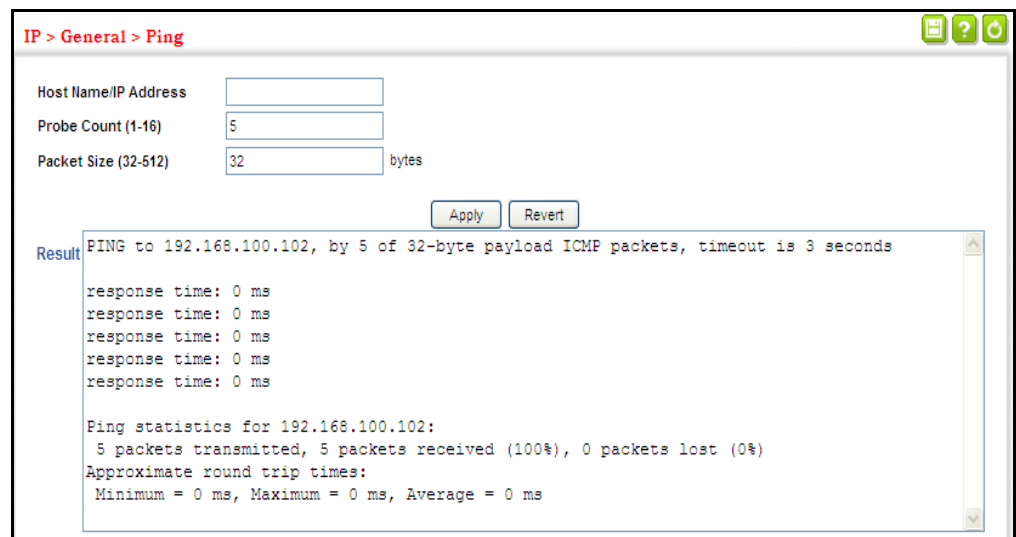 IP > General > Ping
?
Host Name/IP Address
Probe Count (1-16) 5
Packet Size (32-512) 32 bytes
Apply Revert
Result
PING to 192.168.100.102, by 5 of 32-byte payload ICMP packets, timeout is 3 seconds
response time: 0 ms
response time: 0 ms
response time: 0 ms
response time: 0 ms
response time: 0 ms
Ping statistics for 192.168.100.102:
5 packets transmitted, 5 packets received (100%), 0 packets lost (0%)
Approximate round trip times:
Minimum = 0 ms, Maximum = 0 ms, Average = 0 ms